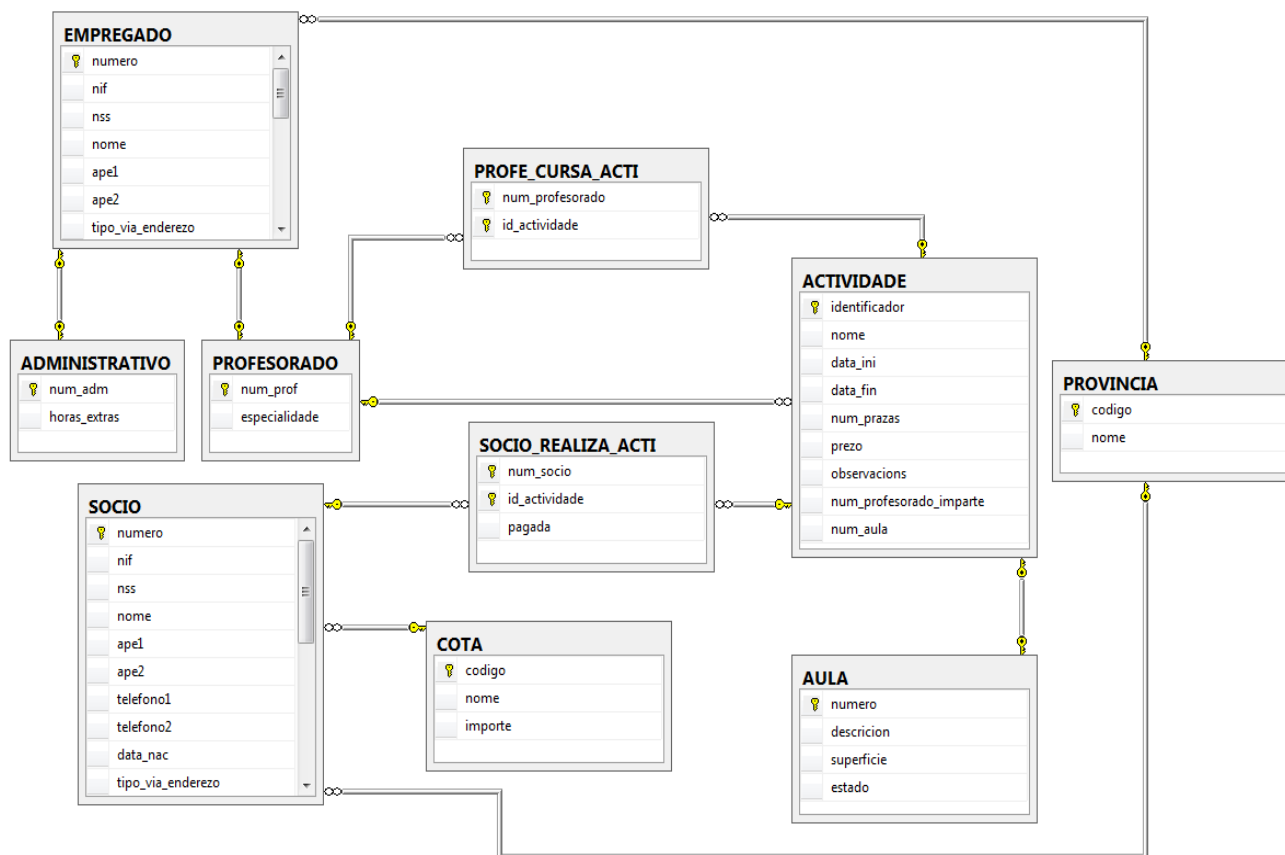 EMPREGADO
numero
nif
nss
nome
ape1
ape2
tipo_via_enderezo
PROFE_CURSA_ACTI
num_profesorado
id_actividade
ACTIVIDADE
identificador
nome
data_ini
data_fin
num_prazas
prezo
observacions
num_profesorado_imparte
num_aula
ADMINISTRATIVO
num_adm
horas_extras
PROFESORADO
num_prof
especialidade
PROVINCIA
codigo
nome
SOCIO_REALIZA_ACTI
num_socio
id_actividade
pagada
SOCIO
numero
nif
nss
nome
ape1
ape2
telefono1
telefono2
data_nac
tipo_via_enderezo
COTA
codigo
nome
importe
AULA
numero
descricion
superficie
estado